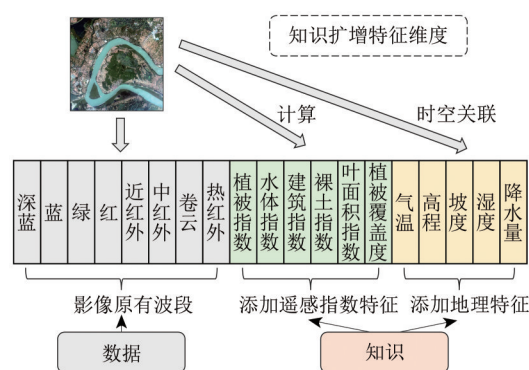 知识扩增特征维度
计算
时空关联
深蓝
蓝
绿
红
近红外
中红外
卷云
热红外
植被指数
水体指数
建筑指数
裸土指数
叶面积指数
植被覆盖度
气温
高程
坡度
湿度
降水量
影像原有波段
添加遥感指数特征
添加地理特征
数据
知识